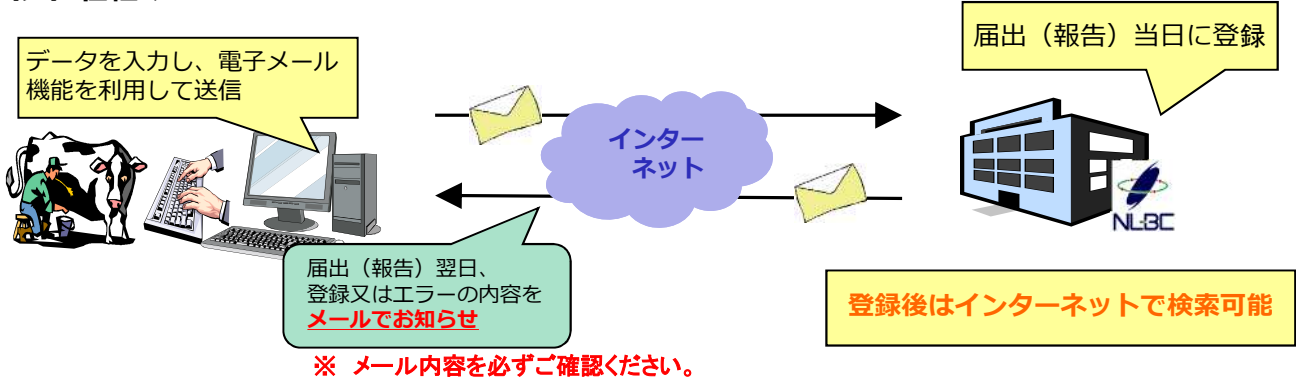 データを入力し、電子メール
機能を利用して送信
届出（報告）当日に登録
インター
ネット
NLBC
届出（報告）翌日、
登録又はエラーの内容を
メールでお知らせ
登録後はインターネットで検索可能
※ メール内容を必ずご確認ください。